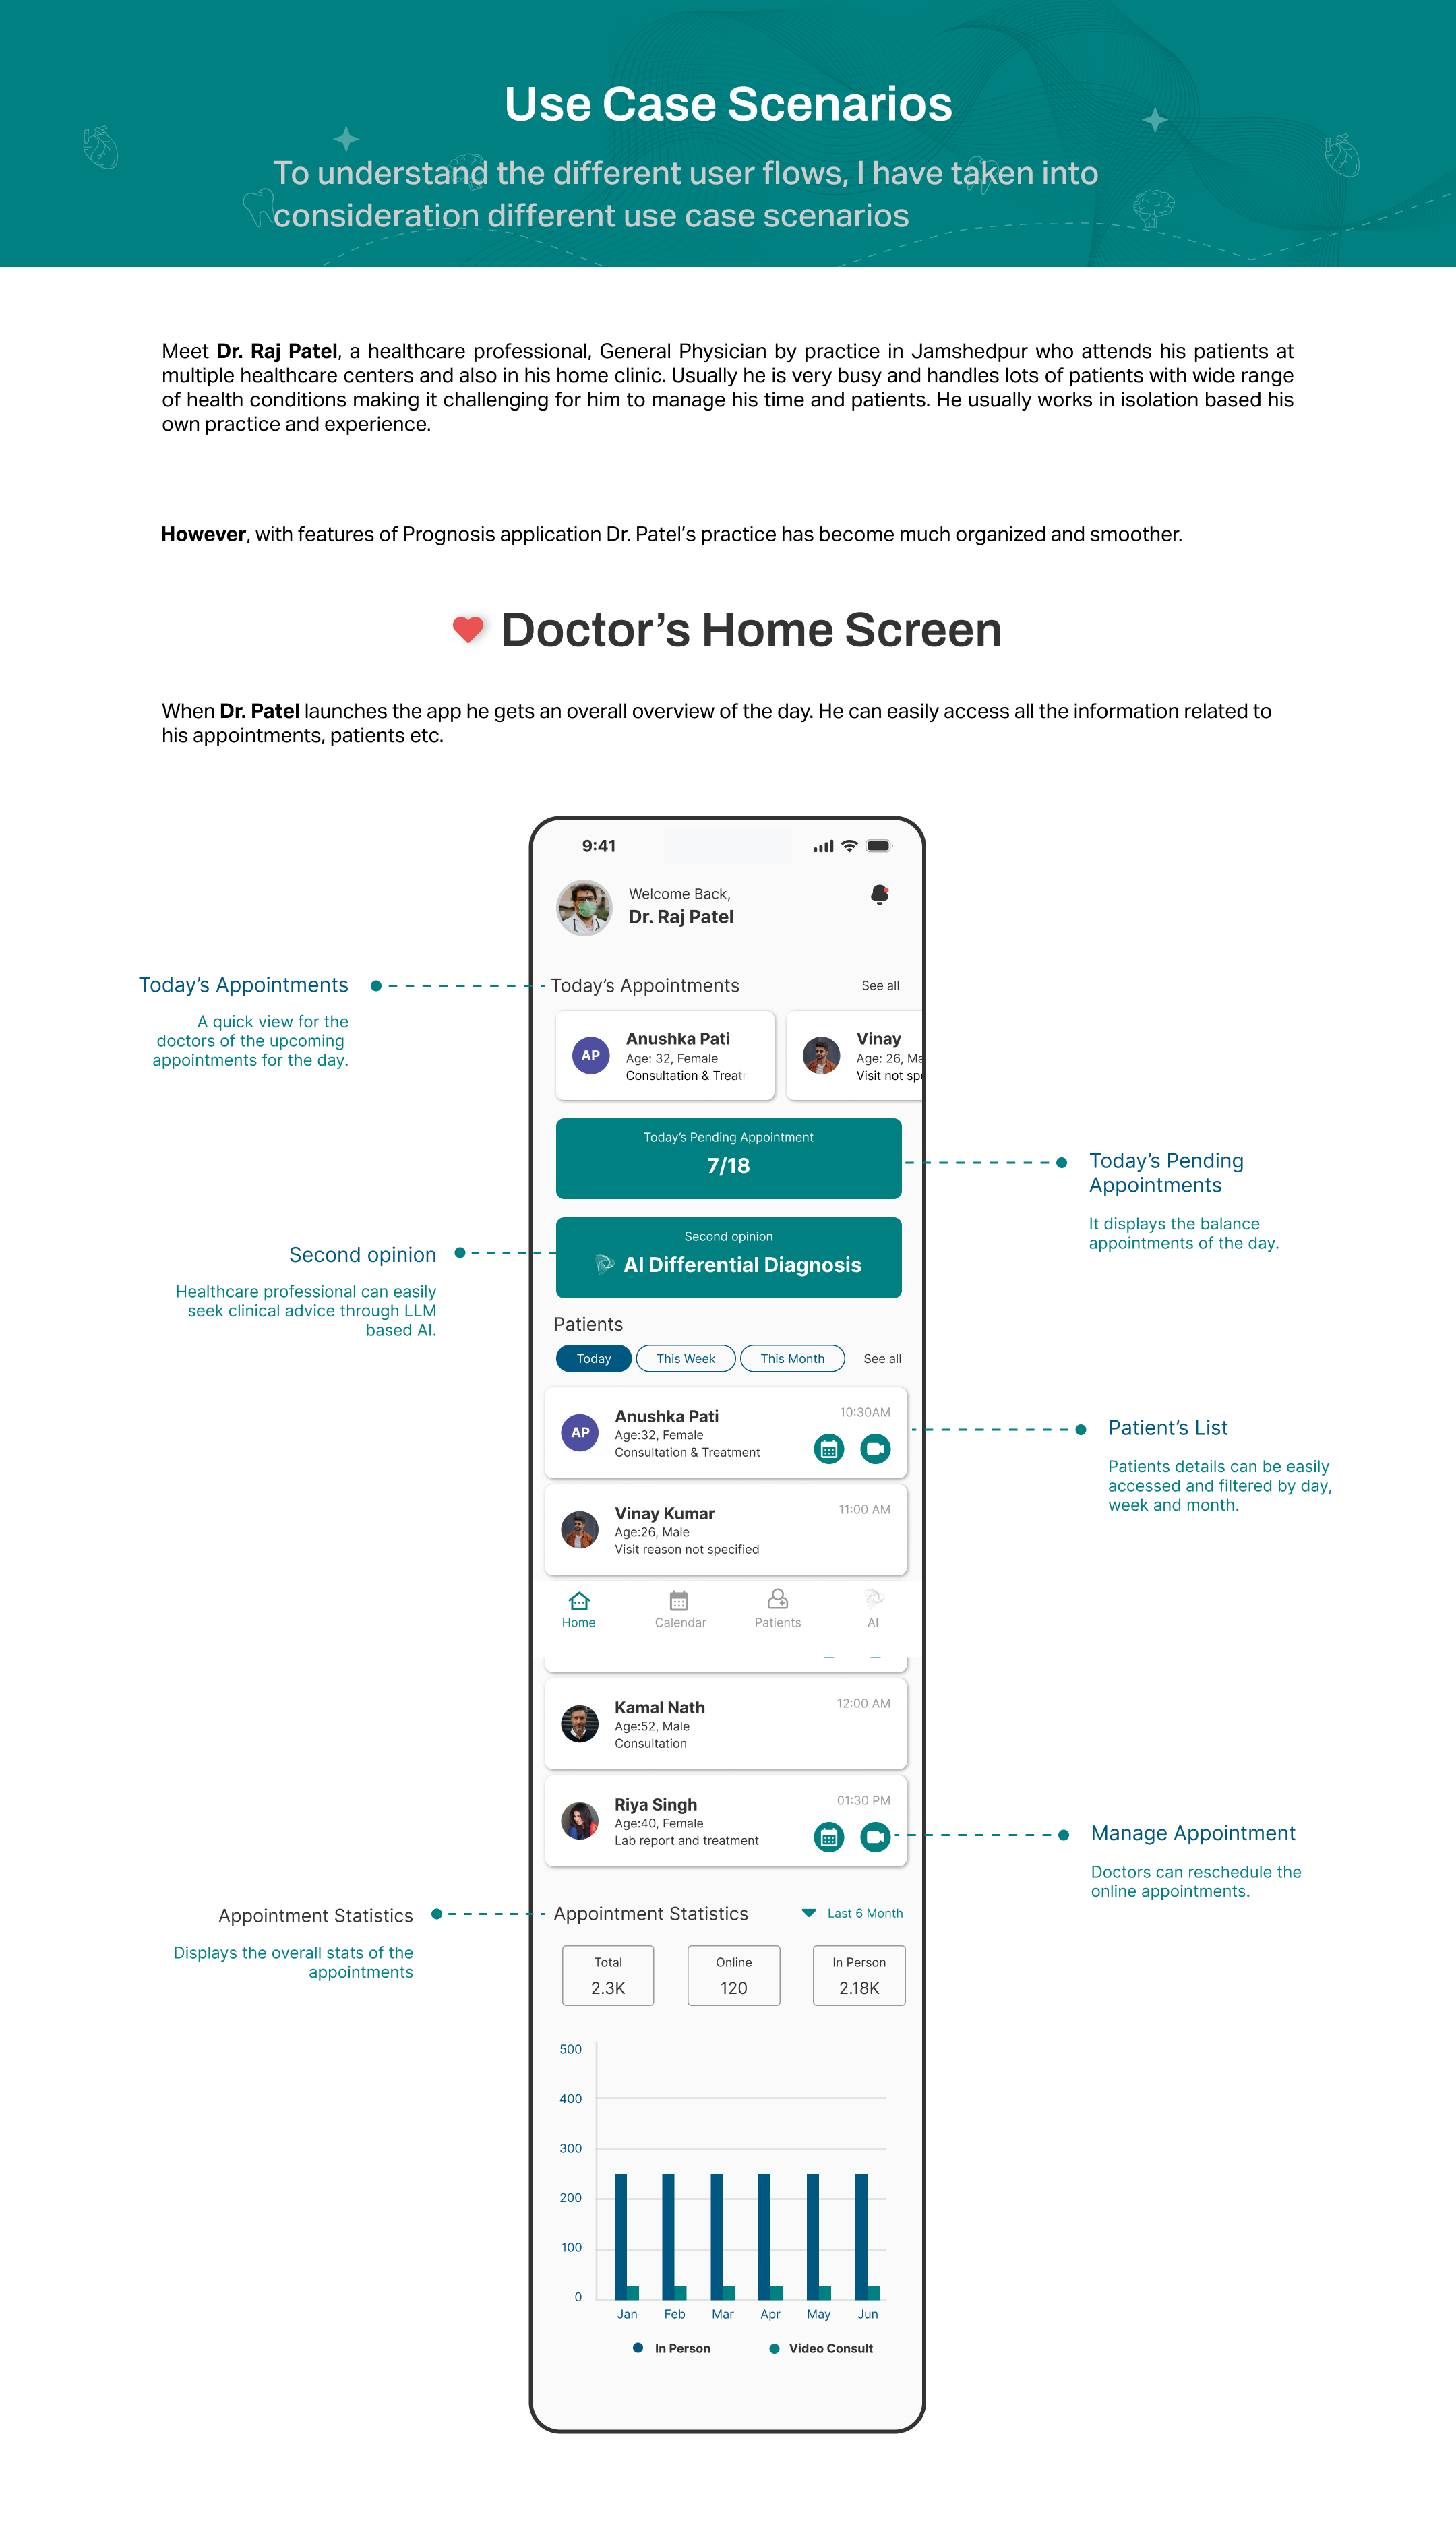 Use Case Scenarios
To understand the different user flows, I have taken into
consideration different use case scenarios
Meet Dr. Raj Patel, a healthcare professional, General Physician by practice in Jamshedpur who attends his patients at
multiple healthcare centers and also in his home clinic. Usually he is very busy and handles lots of patients with wide range
of health conditions making it challenging for him to manage his time and patients. He usually works in isolation based his
own practice and experience.
However, with features of Prognosis application Dr. Patel’s practice has become much organized and smoother.
Doctor’s Home Screen
When Dr. Patel launches the app he gets an overall overview of the day. He can easily access all the information related to
his appointments, patients etc.
9:41
Welcome Back,
Dr. Raj Patel
Today’s Appointments
A quick view for the
doctors of the upcoming
appointments for the day.
Today’s Appointments
See all
AP
Anushka Pati
Age: 32, Female
Consultation & Treatr
Vinay
Age: 26, Ma
Visit not spe
Today’s Pending Appointment
7/18
Today’s Pending
Appointments
It displays the balance
appointments of the day.
Second opinion
Healthcare professional can easily
seek clinical advice through LLM
based AI.
Second opinion
AI Differential Diagnosis
Patients
Today
This Week
This Month
See all
AP
Anushka Pati
Age:32, Female
Consultation & Treatment
10:30AM
Patient’s List
Patients details can be easily
accessed and filtered by day,
week and month.
Vinay Kumar
Age:26, Male
Visit reason not specified
11:00 AM
Home
Calendar
Patients
AI
Kamal Nath
Age:52, Male
Consultation
12:00 AM
Riya Singh
Age:40, Female
Lab report and treatment
01:30 PM
Manage Appointment
Doctors can reschedule the
online appointments.
Appointment Statistics
Displays the overall stats of the
appointments
Appointment Statistics
Last 6 Month
Total
2.3K
Online
120
In Person
2.18K
500
400
300
200
100
0
Jan
Feb
Mar
Apr
May
Jun
In Person
Video Consult